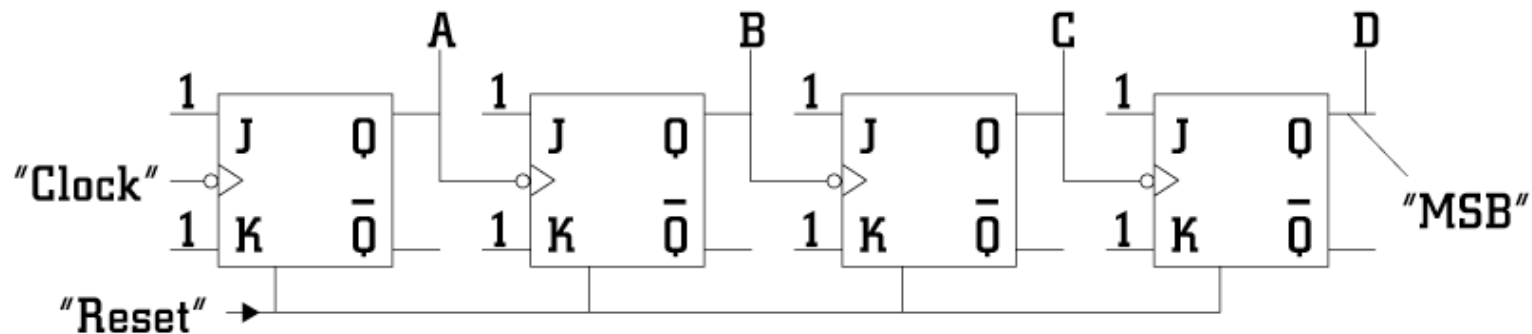 A B C D
1 1 1 1
J Q J Q J Q J Q
"Clock"
"MSB"
1 K Q̅ 1 K Q̅ 1 K Q̅ 1 K Q̅
"Reset"